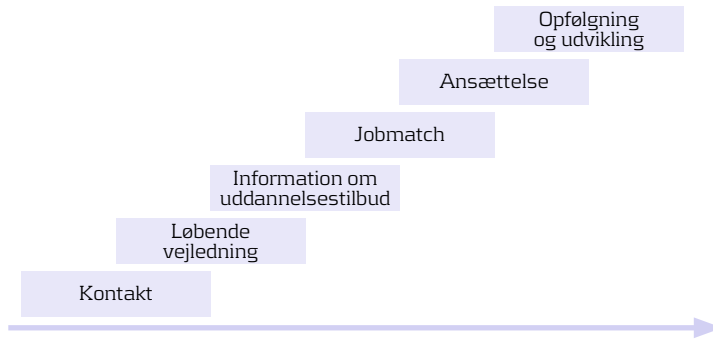 Opfølgning
og udvikling
Ansættelse
Jobmatch
Information om
uddannelsestilbud
Løbende
vejledning
Kontakt